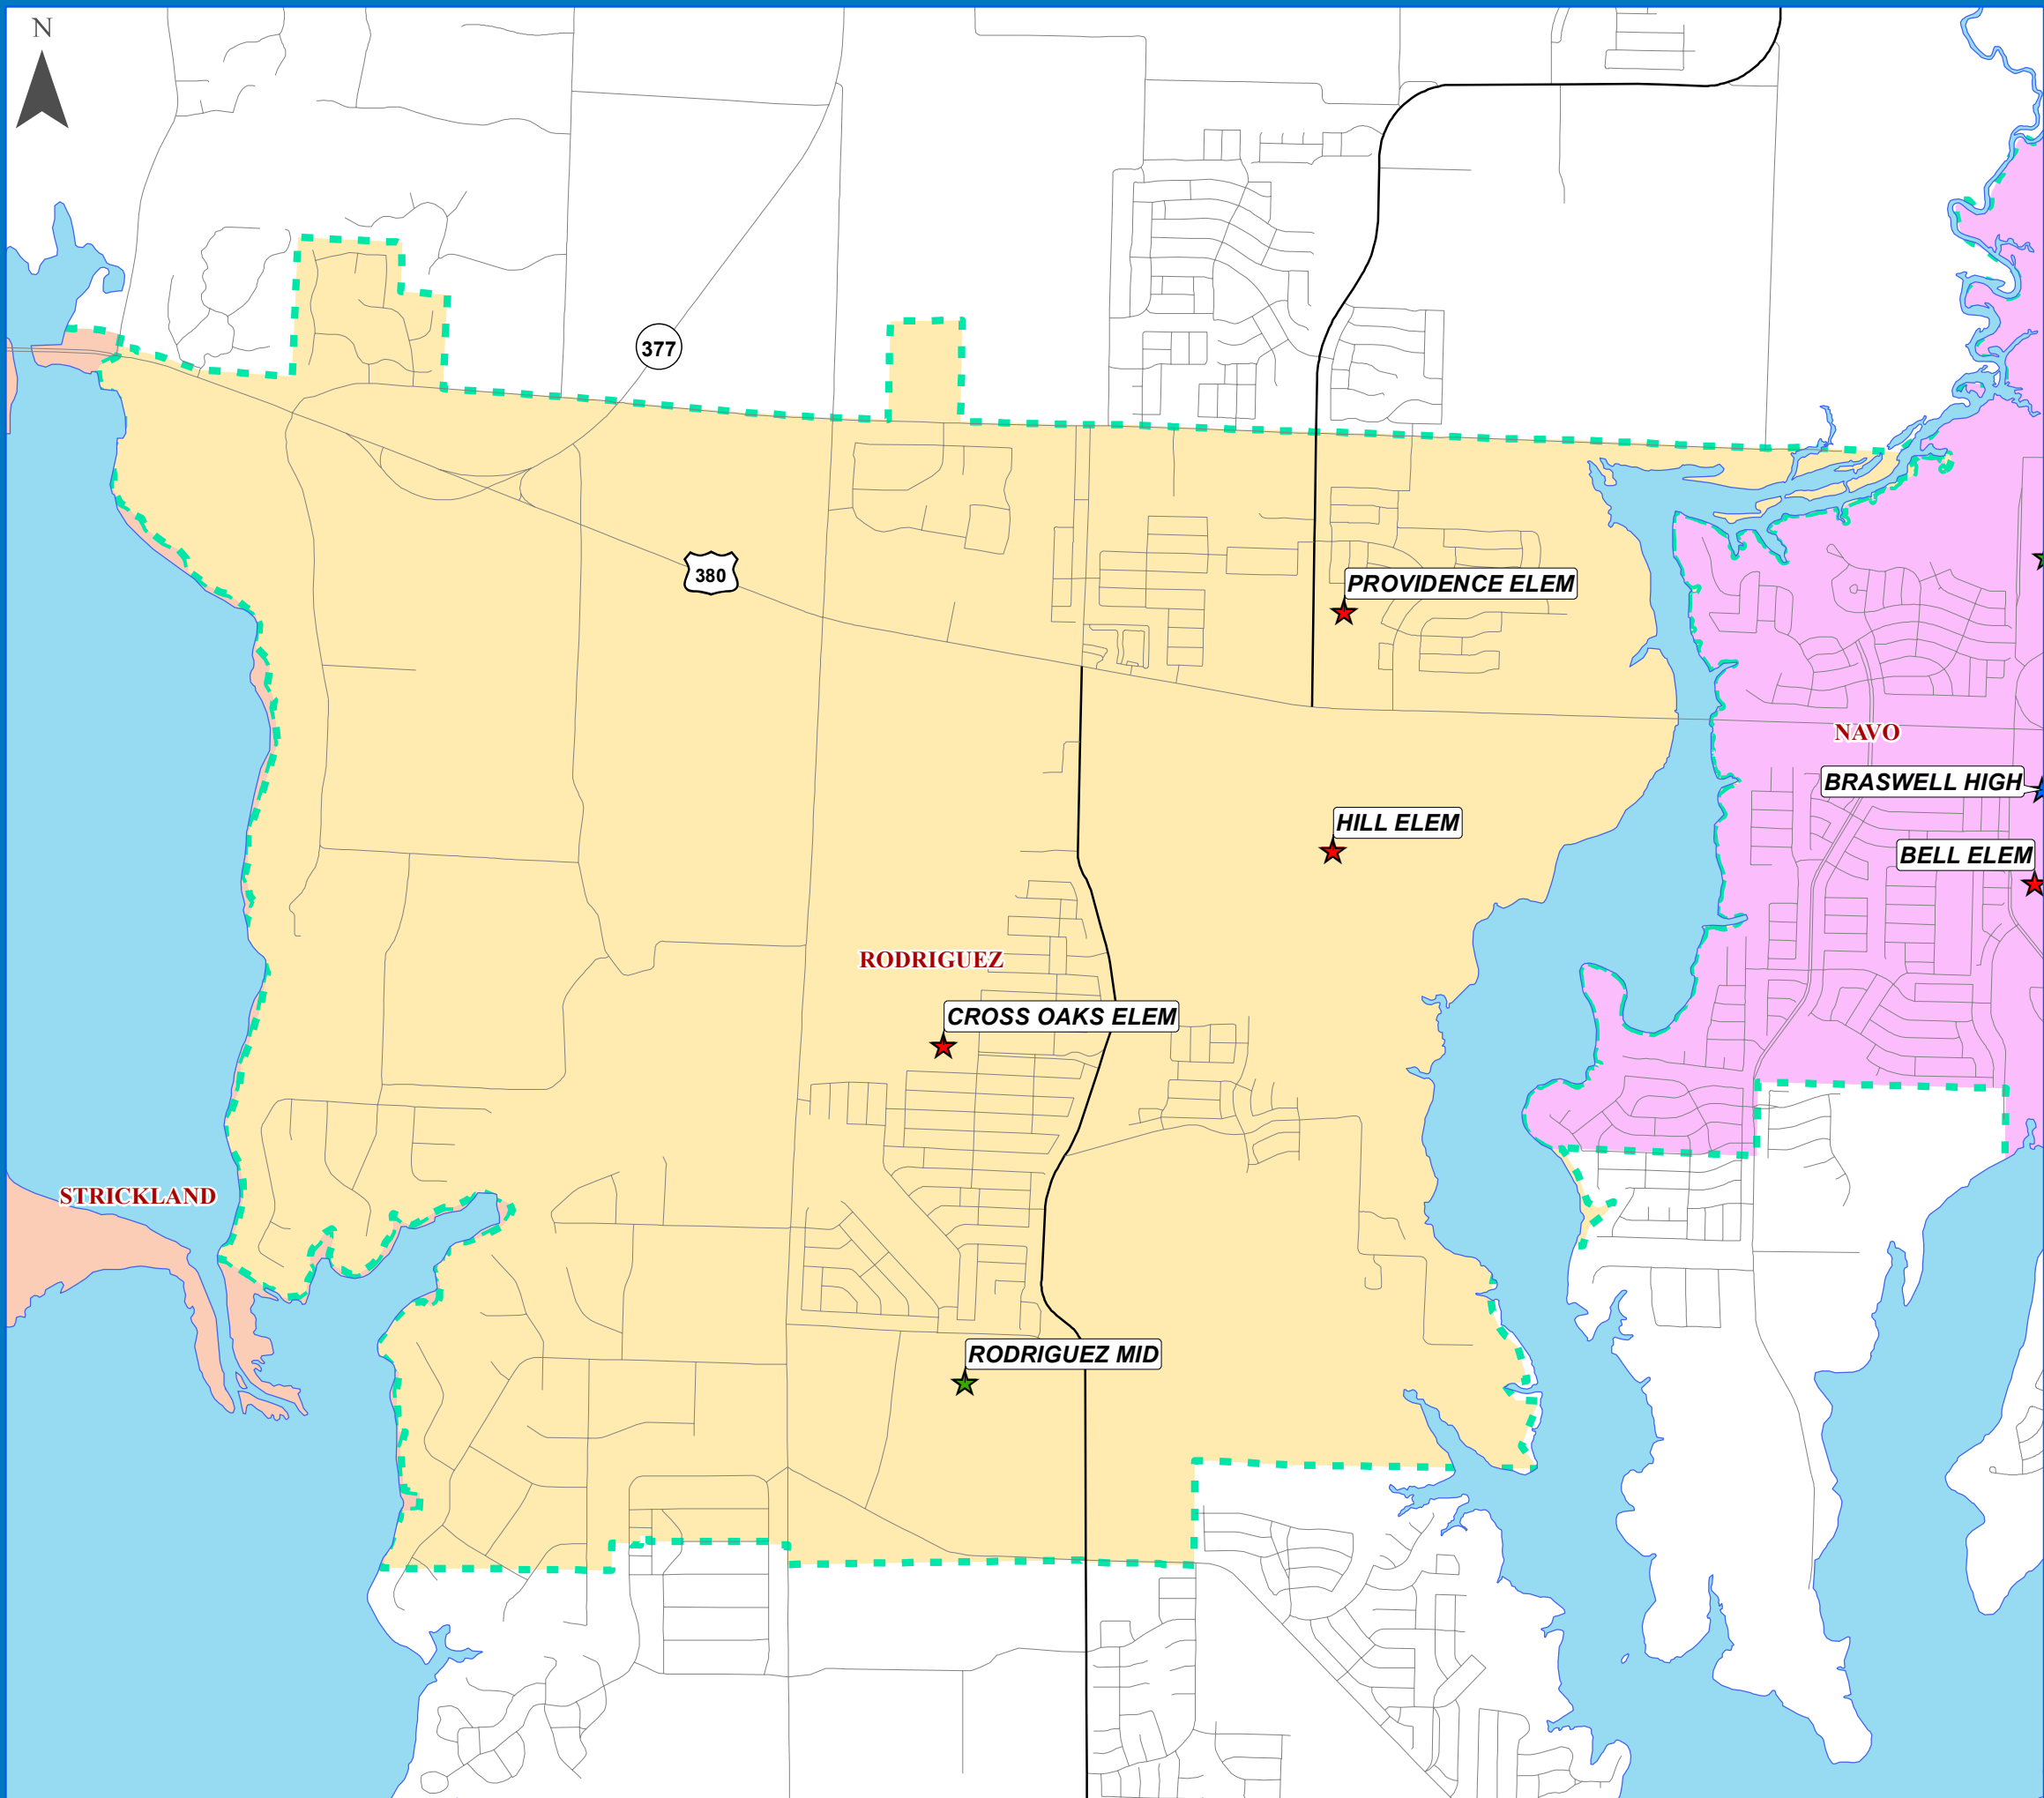 N
377
380
PROVIDENCE ELEM
NAVO
BRASWELL HIGH
HILL ELEM
BELL ELEM
RODRIGUEZ
CROSS OAKS ELEM
STRICKLAND
RODRIGUEZ MID